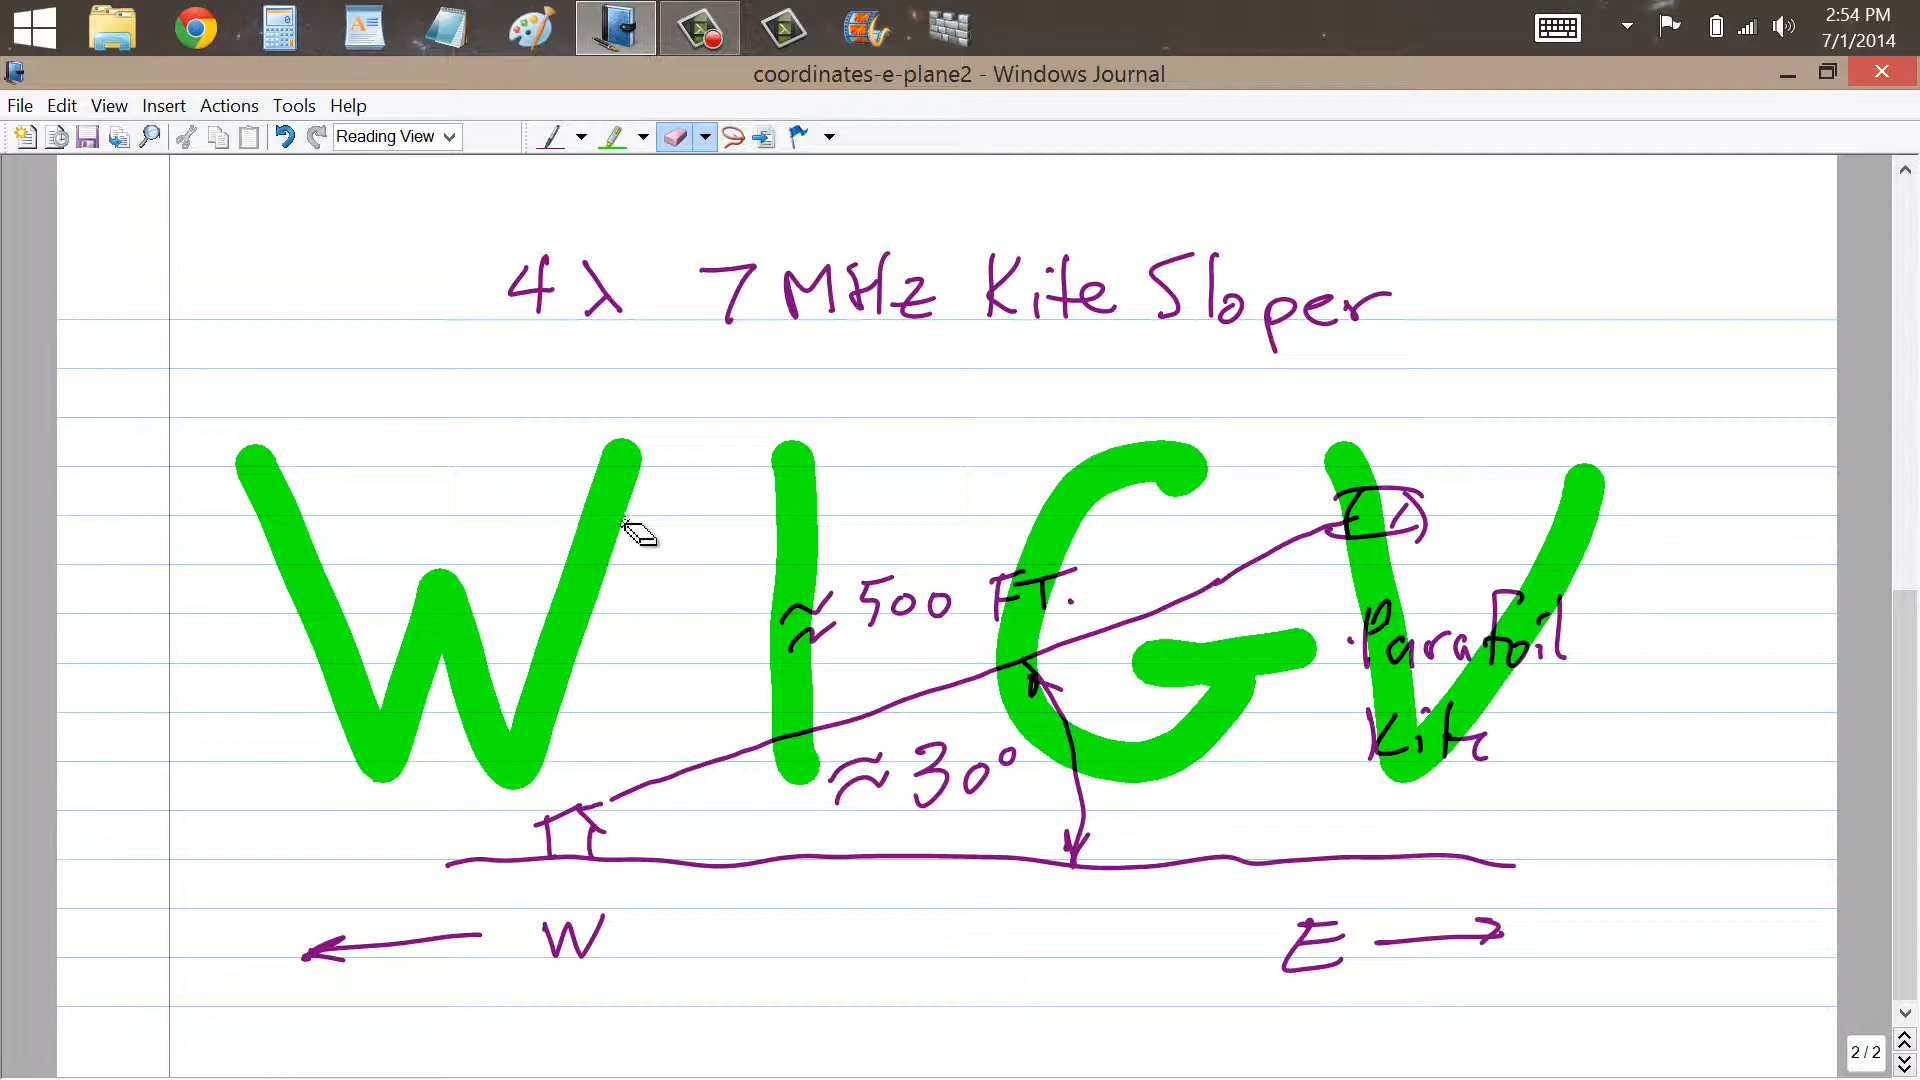 2:54 PM
7/1/2014
coordinates-e-plane2 - Windows Journal
File Edit View Insert Actions Tools Help
Reading View
4 λ 7 MHz Kite Sloper
W1GV
≈ 500 FT.
Parafoil
Kite
≈ 30°
W E
2 / 2